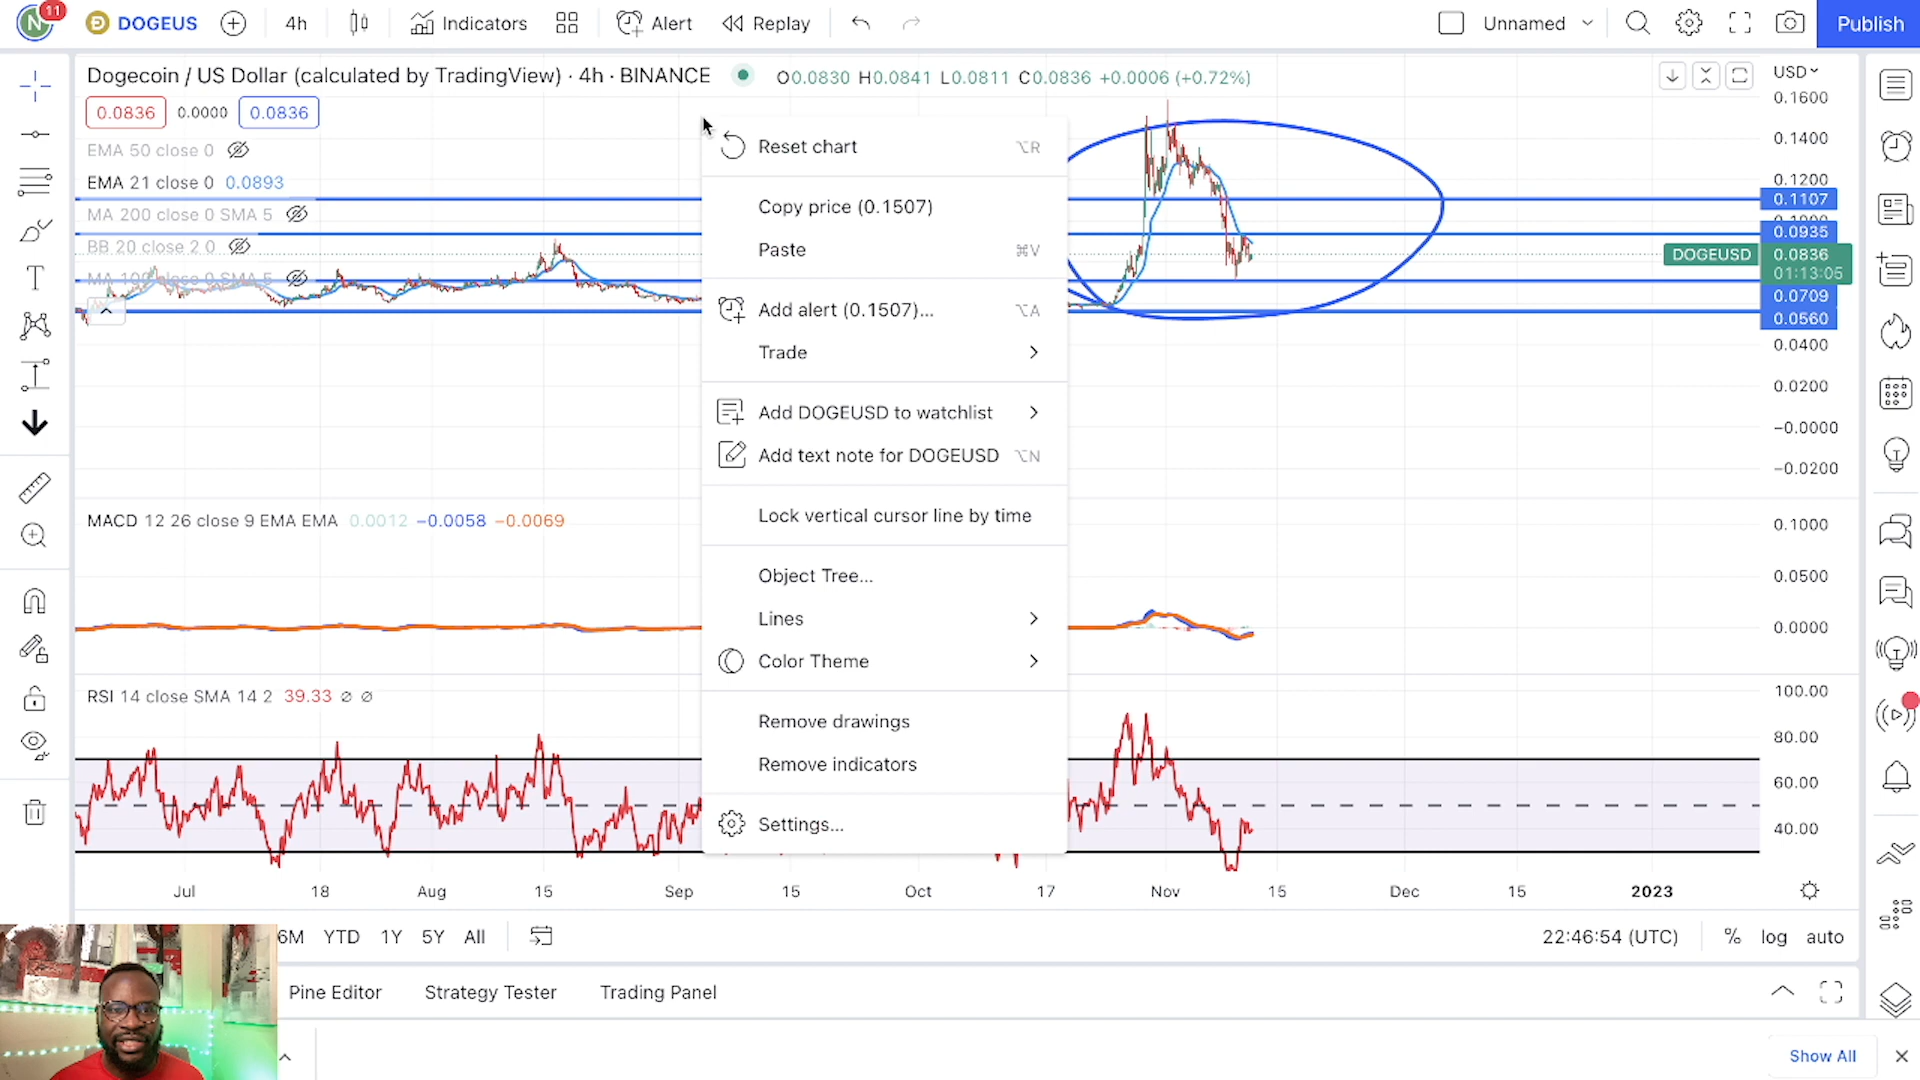 N 11 DOGEUS 4h Indicators Alert Replay Unnamed Publish
Dogecoin / US Dollar (calculated by TradingView) · 4h · BINANCE O0.0830 H0.0841 L0.0811 C0.0836 +0.0006 (+0.72%) USD
0.0836 0.0000 0.0836
EMA 50 close 0
EMA 21 close 0 0.0893
MA 200 close 0 SMA 5
BB 20 close 2 0
MA 100 close 0 SMA 5
Reset chart ⌥R
Copy price (0.1507)
Paste ⌘V
Add alert (0.1507)... ⌥A
Trade
Add DOGEUSD to watchlist
Add text note for DOGEUSD ⌥N
Lock vertical cursor line by time
Object Tree...
Lines
Color Theme
Remove drawings
Remove indicators
Settings...
0.1600
0.1400
0.1200
0.1107
0.1000
0.0935
DOGEUSD 0.0836
01:13:05
0.0709
0.0560
0.0400
0.0200
−0.0000
−0.0200
MACD 12 26 close 9 EMA EMA 0.0012 −0.0058 −0.0069
0.1000
0.0500
0.0000
RSI 14 close SMA 14 2 39.33 ∅ ∅
100.00
80.00
60.00
40.00
Jul 18 Aug 15 Sep 15 Oct 17 Nov 15 Dec 15 2023
6M YTD 1Y 5Y All 22:46:54 (UTC) % log auto
Pine Editor Strategy Tester Trading Panel
Show All